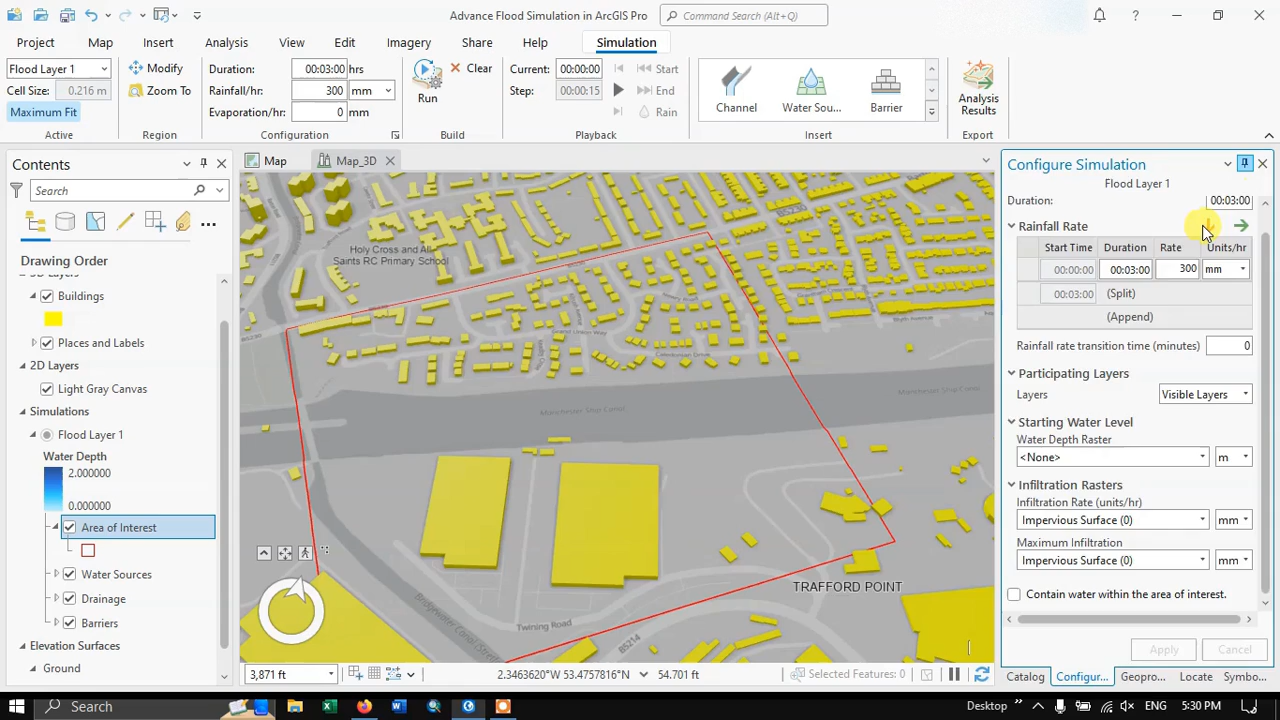 Advance Flood Simulation in ArcGIS Pro
Command Search (Alt+Q)
Project Map Insert Analysis View Edit Imagery Share Help Simulation
Flood Layer 1
Cell Size: 0.216 m
Maximum Fit
Active
Modify
Zoom To
Region
Duration: 00:03:00 hrs
Rainfall/hr: 300 mm
Evaporation/hr: 0 mm
Configuration
Run
Clear
Build
Current: 00:00:00 Start
Step: 00:00:15 End
Rain
Playback
Channel Water Sou... Barrier
Insert
Analysis
Results
Export
Contents
Search
Drawing Order
3D Layers
Buildings
Places and Labels
2D Layers
Light Gray Canvas
Simulations
Flood Layer 1
Water Depth
2.000000
0.000000
Area of Interest
Water Sources
Drainage
Barriers
Elevation Surfaces
Ground
Map Map_3D
B5230
Holy Cross and All
Saints RC Primary School
B5230
Grand Union Way
Caledonian Drive
Manchester Ship Canal
Manchester Ship Canal
TRAFFORD POINT
Twining Road
B5214
3,871 ft
2.3463620°W 53.4757816°N
54.701 ft
Selected Features: 0
Configure Simulation
Flood Layer 1
Duration: 00:03:00
Rainfall Rate
Start Time Duration Rate Units/hr
00:00:00 00:03:00 300 mm
00:03:00 (Split)
(Append)
Rainfall rate transition time (minutes) 0
Participating Layers
Layers Visible Layers
Starting Water Level
Water Depth Raster
<None> m
Infiltration Rasters
Infiltration Rate (units/hr)
Impervious Surface (0) mm
Maximum Infiltration
Impervious Surface (0) mm
Contain water within the area of interest.
Apply Cancel
Catalog Configur... Geopro... Locate Symbo...
Search
Desktop
ENG 5:30 PM